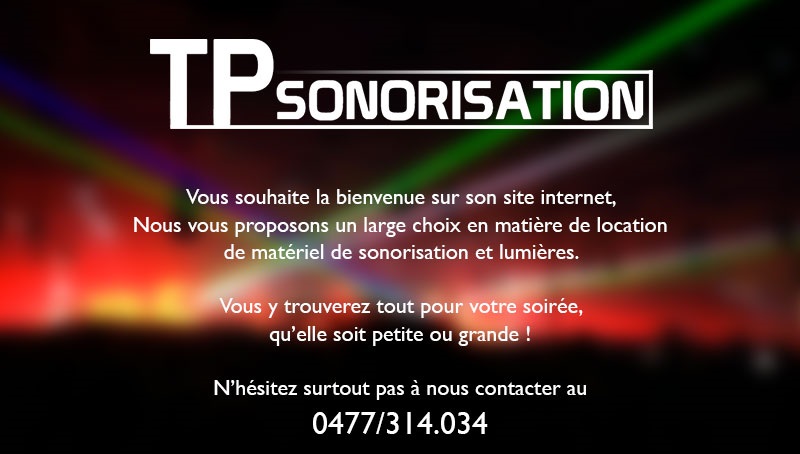 TP SONORISATION
Vous souhaite la bienvenue sur son site internet,
Nous vous proposons un large choix en matière de location
de matériel de sonorisation et lumières.
Vous y trouverez tout pour votre soirée,
qu’elle soit petite ou grande !
N’hésitez surtout pas à nous contacter au
0477/314.034